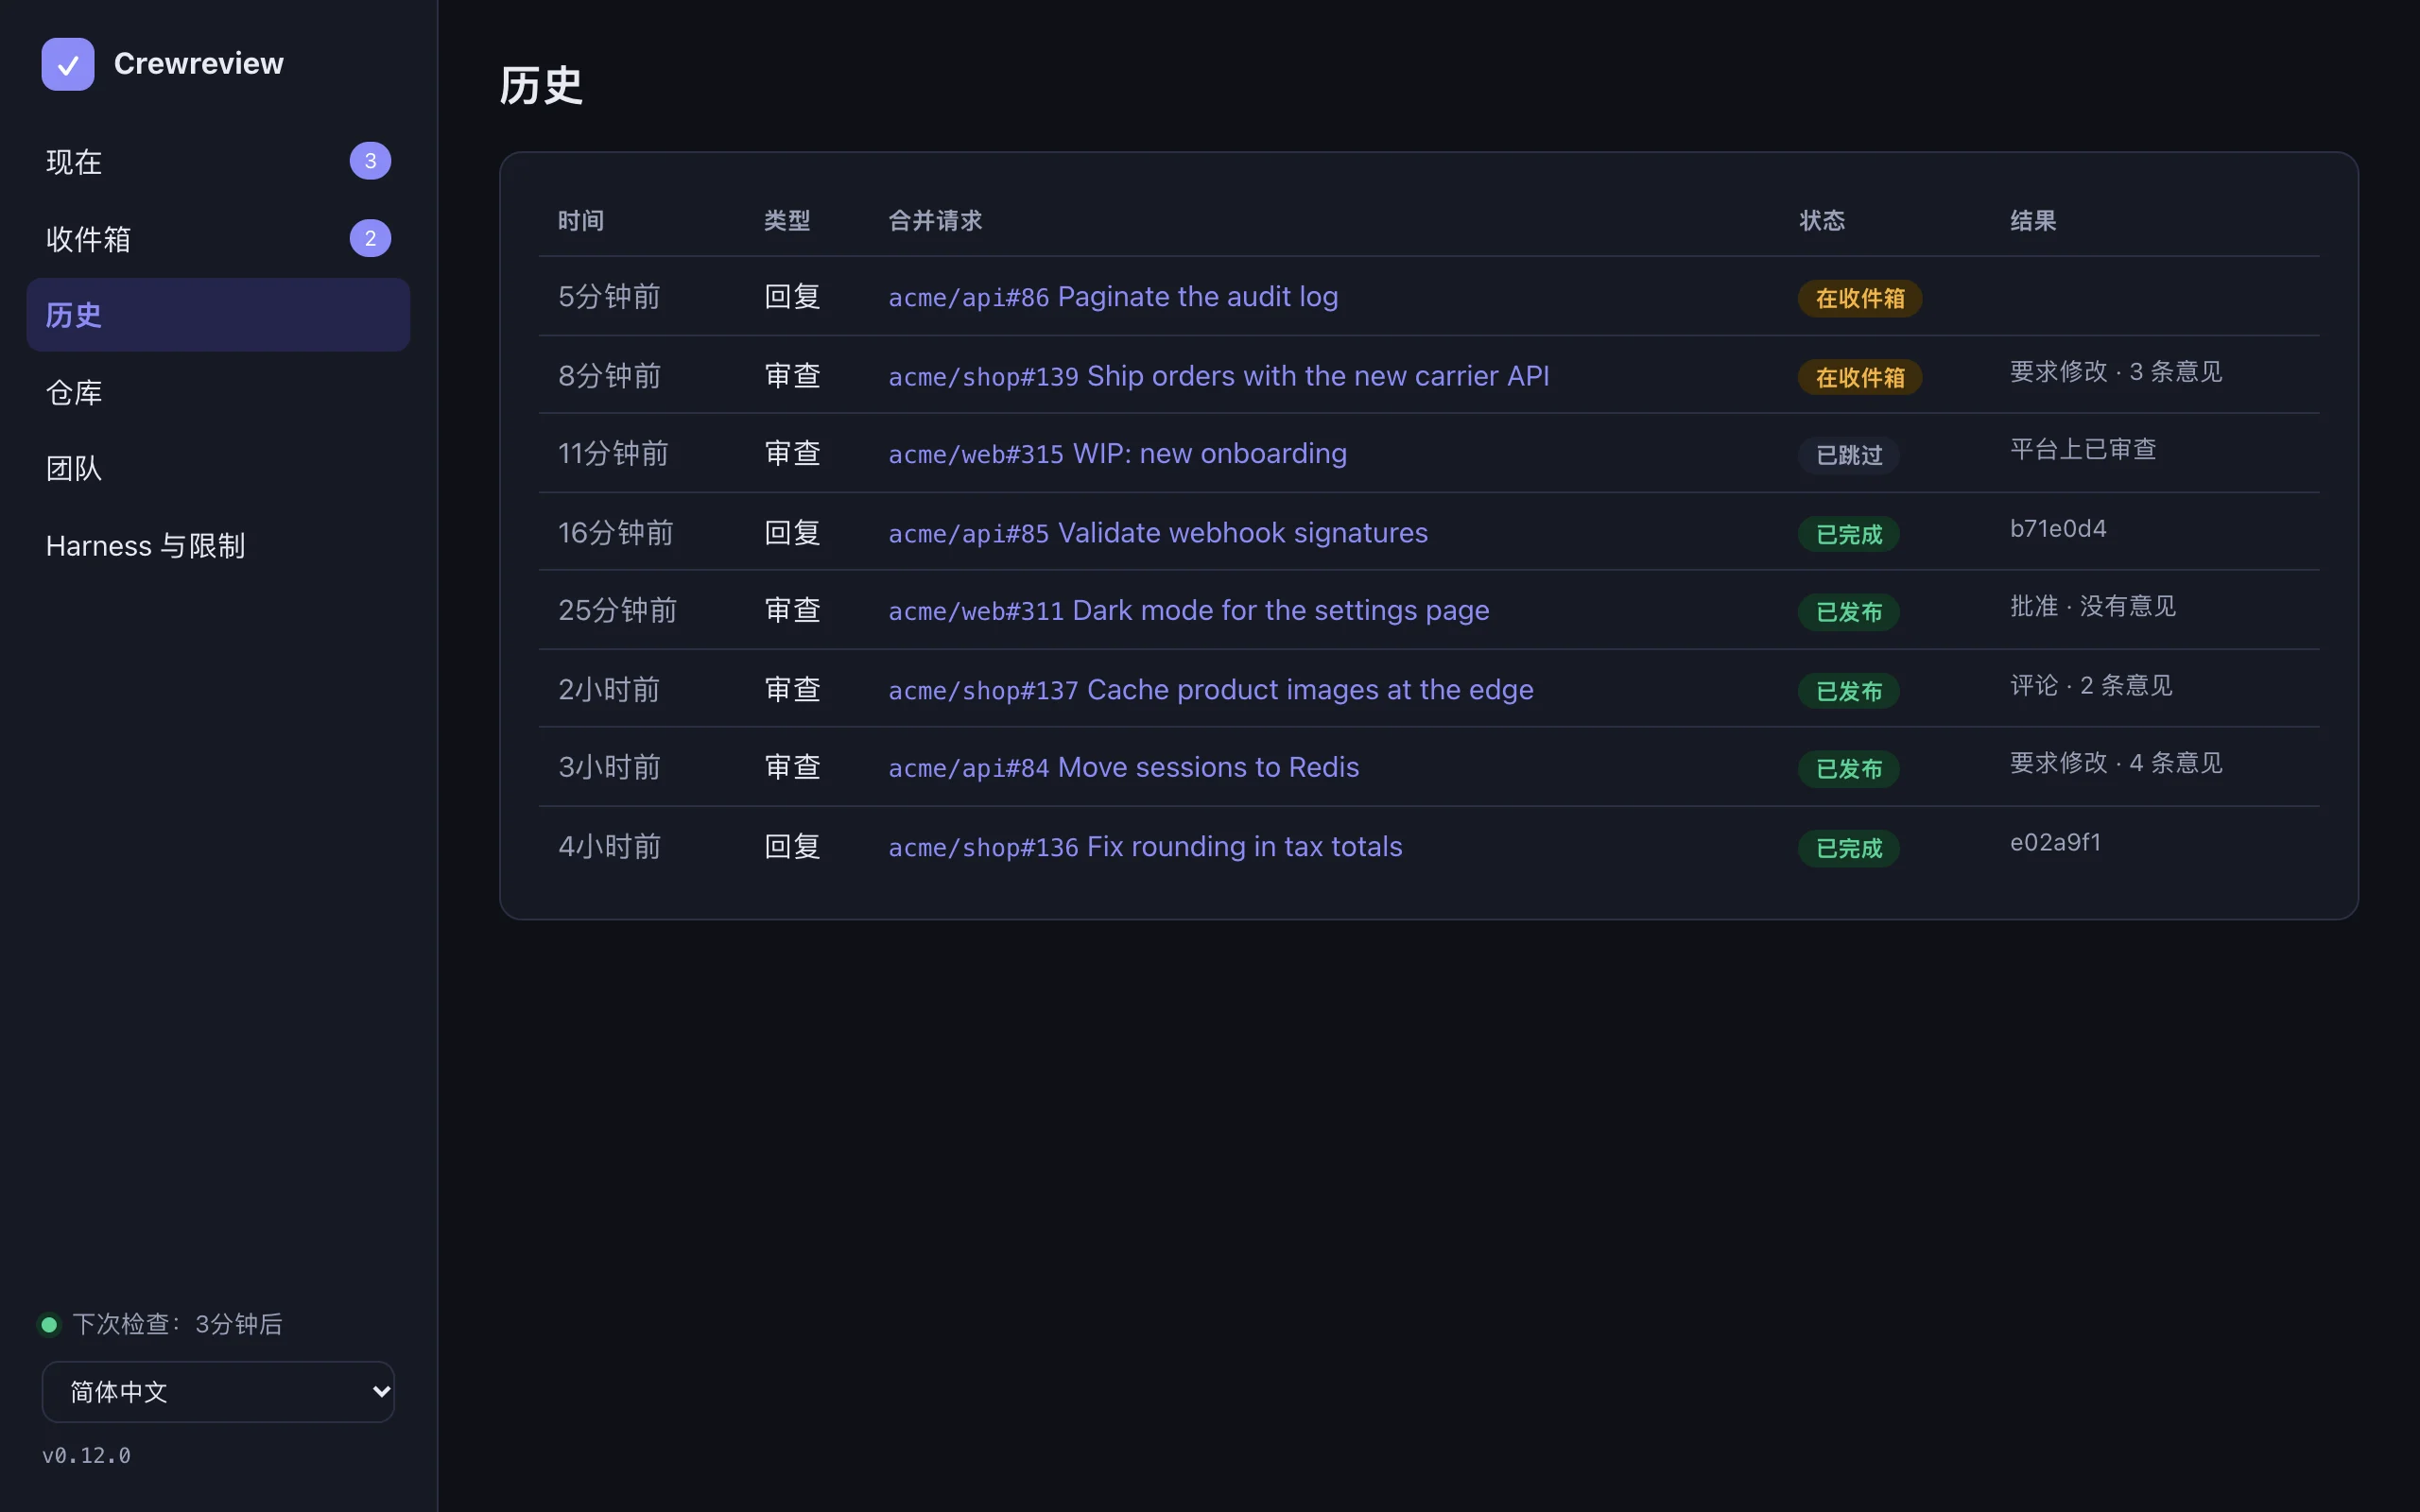 Crewreview
现在 3
收件箱 2
历史
仓库
团队
Harness 与限制
下次检查：3分钟后
简体中文
v0.12.0
历史
时间 类型 合并请求 状态 结果
5分钟前 回复 acme/api#86 Paginate the audit log 在收件箱
8分钟前 审查 acme/shop#139 Ship orders with the new carrier API 在收件箱 要求修改 · 3 条意见
11分钟前 审查 acme/web#315 WIP: new onboarding 已跳过 平台上已审查
16分钟前 回复 acme/api#85 Validate webhook signatures 已完成 b71e0d4
25分钟前 审查 acme/web#311 Dark mode for the settings page 已发布 批准 · 没有意见
2小时前 审查 acme/shop#137 Cache product images at the edge 已发布 评论 · 2 条意见
3小时前 审查 acme/api#84 Move sessions to Redis 已发布 要求修改 · 4 条意见
4小时前 回复 acme/shop#136 Fix rounding in tax totals 已完成 e02a9f1